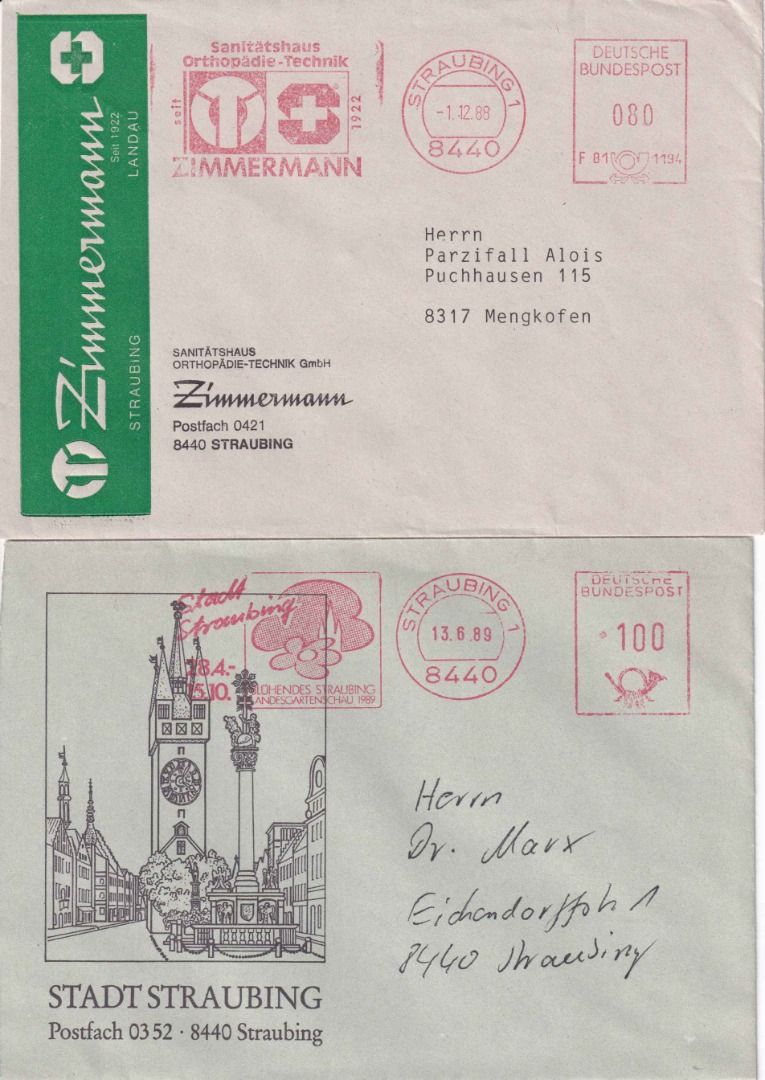 Zimmermann
Seit 1922
LANDAU
STRAUBING
Sanitätshaus
Orthopädie-Technik
seit
1922
ZIMMERMANN
STRAUBING 1
-1.12.88
8440
DEUTSCHE
BUNDESPOST
080
F 81 1194
Herrn
Parzifall Alois
Puchhausen 115
8317 Mengkofen
SANITÄTSHAUS
ORTHOPÄDIE-TECHNIK GmbH
Zimmermann
Postfach 0421
8440 STRAUBING
Stadt
Straubing
28.4.-
15.10.
BLÜHENDES STRAUBING
LANDESGARTENSCHAU 1989
STRAUBING 1
13.6.89
8440
DEUTSCHE
BUNDESPOST
100
Herrn
Dr. Marx
Eichendorffstr 1
8440 Straubing
STADT STRAUBING
Postfach 03 52 · 8440 Straubing